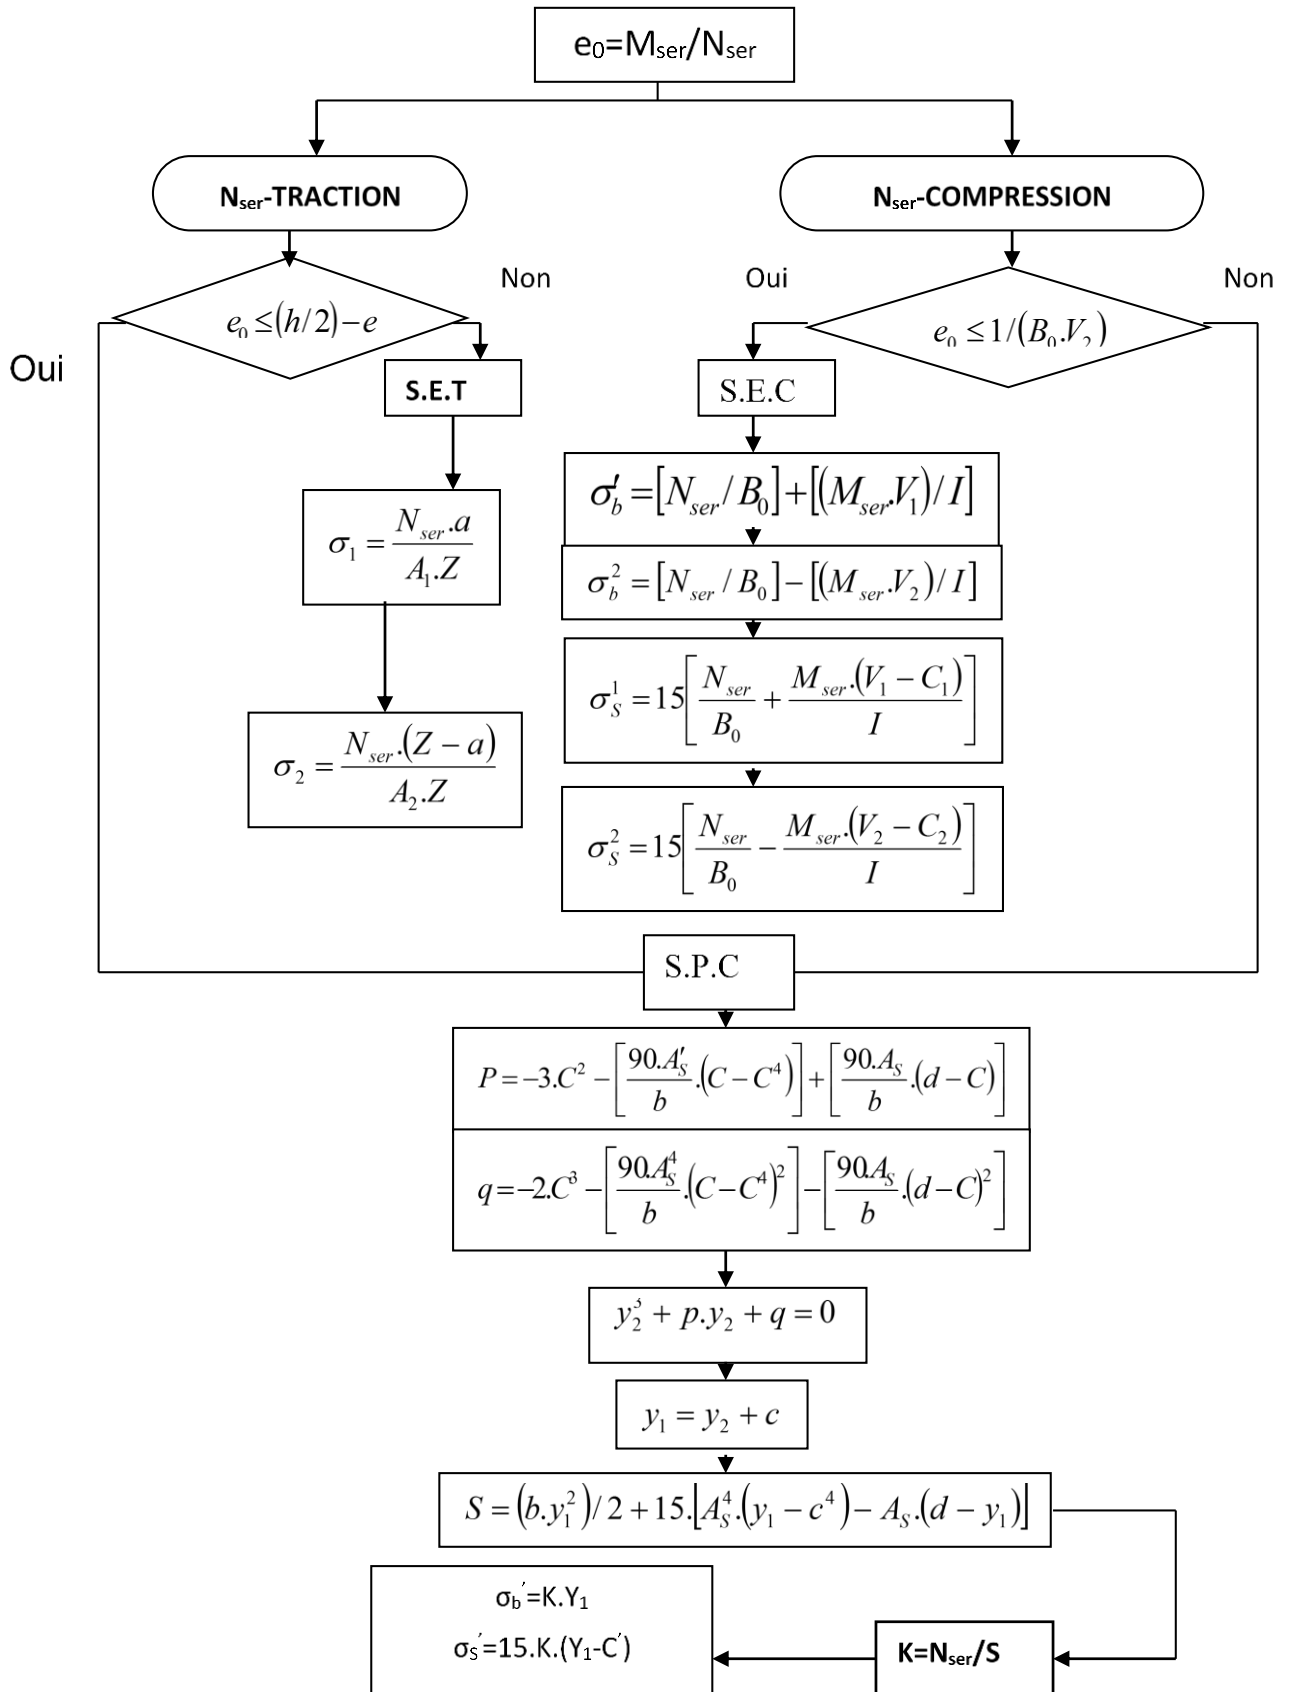 e₀=Mser/Nser
Nser-TRACTION
Nser-COMPRESSION
Non
Oui
Non
e₀ ≤(h/2)−e
e₀ ≤ 1/(B₀.V₂)
Oui
S.E.T
S.E.C
σ′b =[Nser/B₀]+[(Mser.V₁)/I]
σ₁ = Nser.a / A₁.Z
σ²b =[Nser/B₀]−[(Mser.V₂)/I]
σ¹S =15[Nser/B₀ + Mser.(V₁ − C₁)/I]
σ₂ = Nser.(Z − a) / A₂.Z
σ²S =15[Nser/B₀ − Mser.(V₂ − C₂)/I]
S.P.C
P=−3.C² −[90.A′S/b .(C−C⁴)]+[90.AS/b .(d−C)]
q=−2.C³ −[90.A⁴S/b .(C−C⁴)²]−[90.AS/b .(d−C)²]
y₂³ + p.y₂ + q = 0
y₁ = y₂ + c
S = (b.y₁²)/2 + 15.[A⁴S.(y₁ − c⁴)− AS.(d − y₁)]
σb′=K.Y₁
σS′=15.K.(Y₁-C′)
K=Nser/S